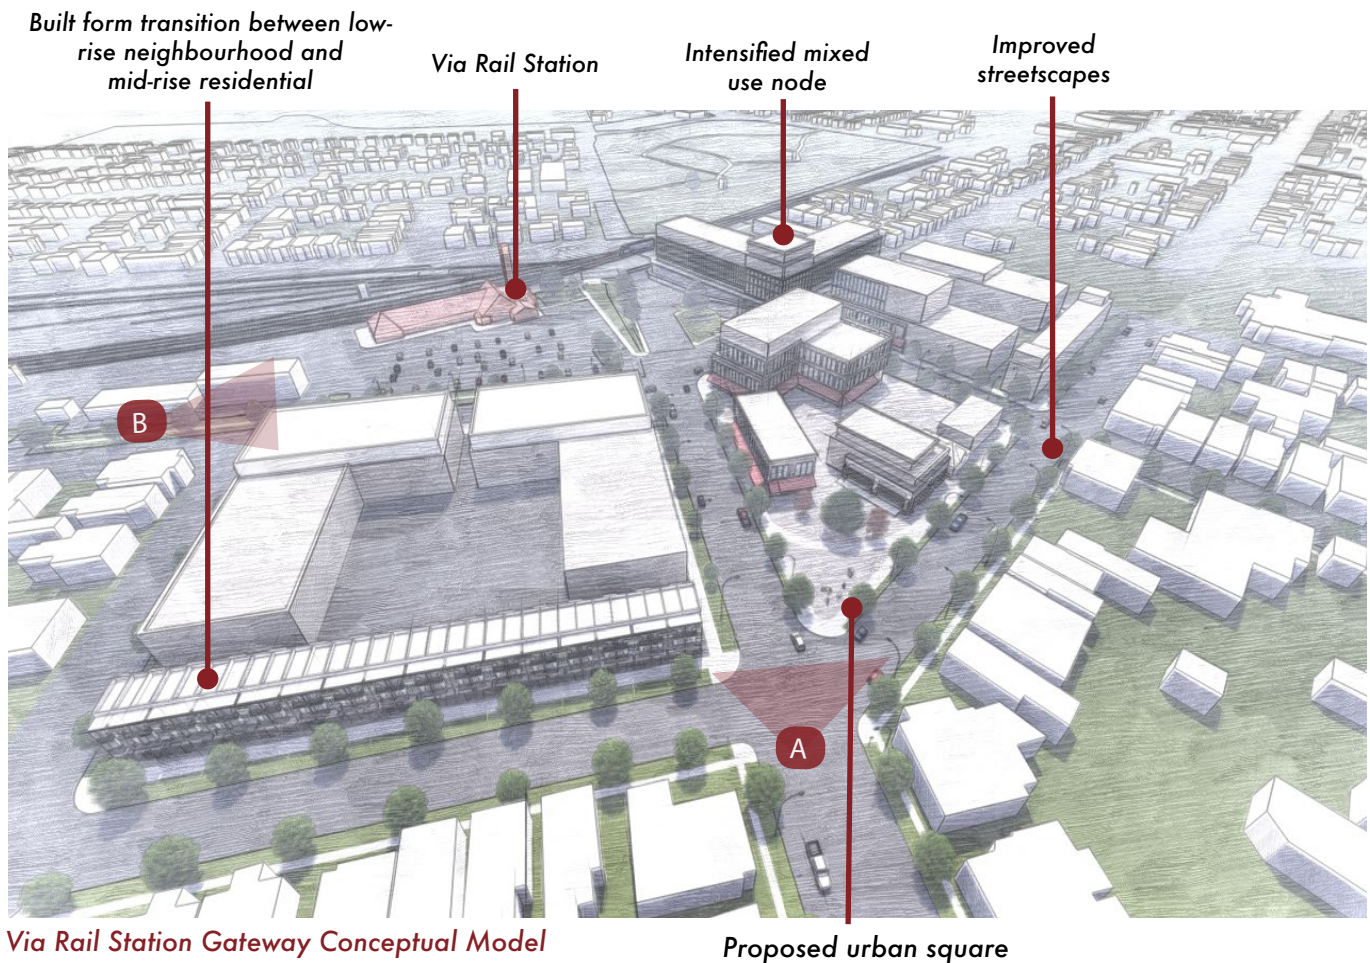 Built form transition between low-
rise neighbourhood and
mid-rise residential
Via Rail Station
Intensified mixed
use node
Improved
streetscapes
B
A
Via Rail Station Gateway Conceptual Model
Proposed urban square